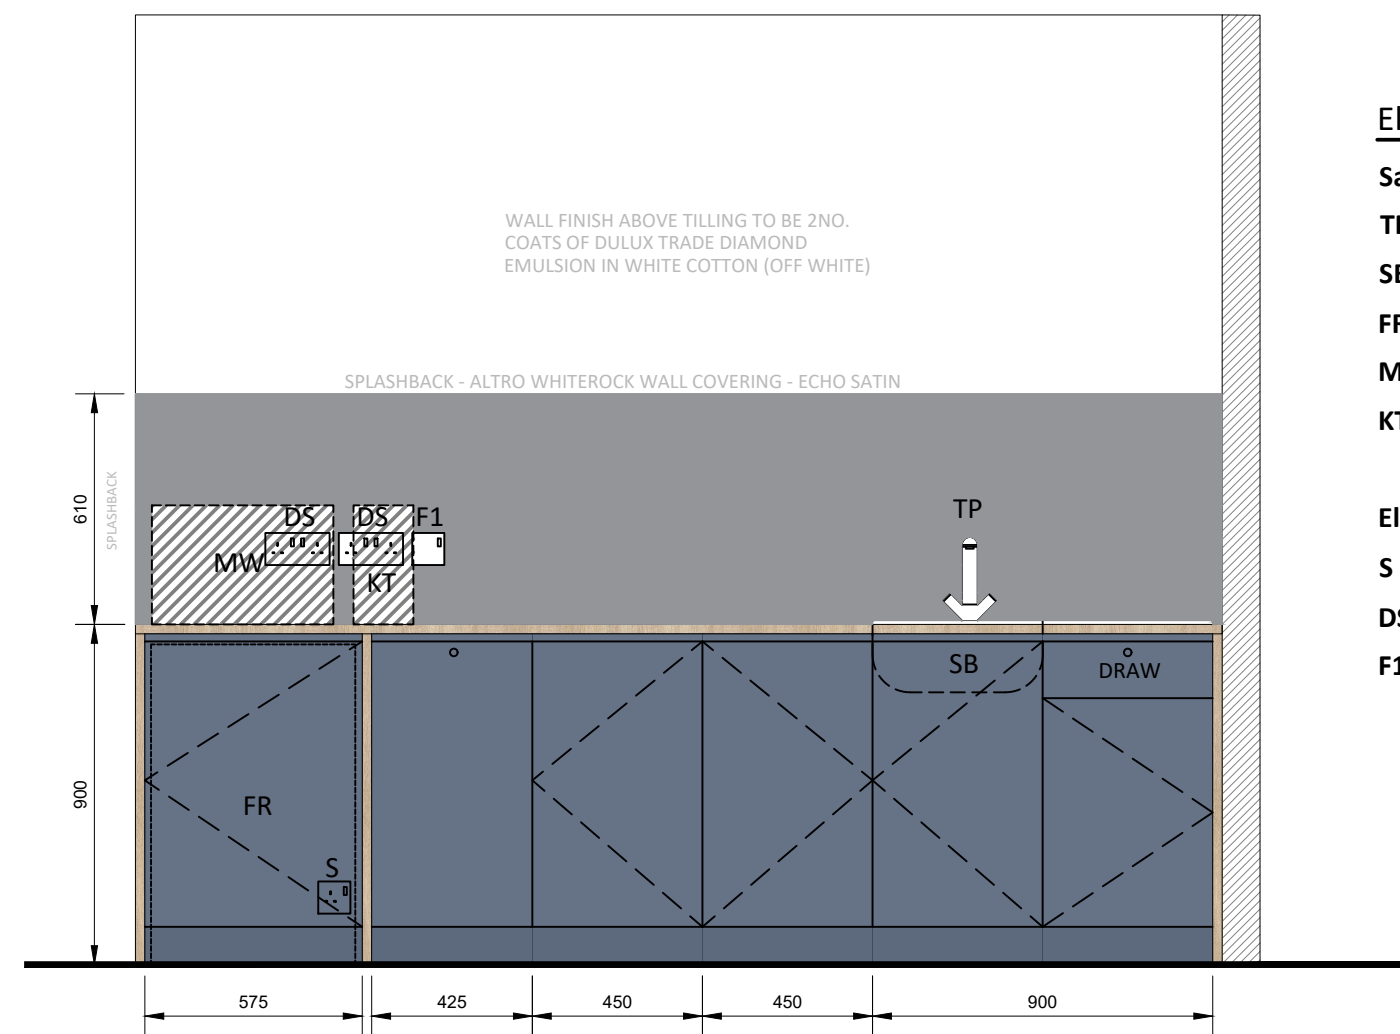 WALL FINISH ABOVE TILLING TO BE 2NO.
COATS OF DULUX TRADE DIAMOND
EMULSION IN WHITE COTTON (OFF WHITE)
SPLASHBACK - ALTRO WHITEROCK WALL COVERING - ECHO SATIN
610
SPLASHBACK
DS
DS
F1
MW
KT
TP
SB
DRAW
900
FR
S
575
425
450
450
900
S
F1